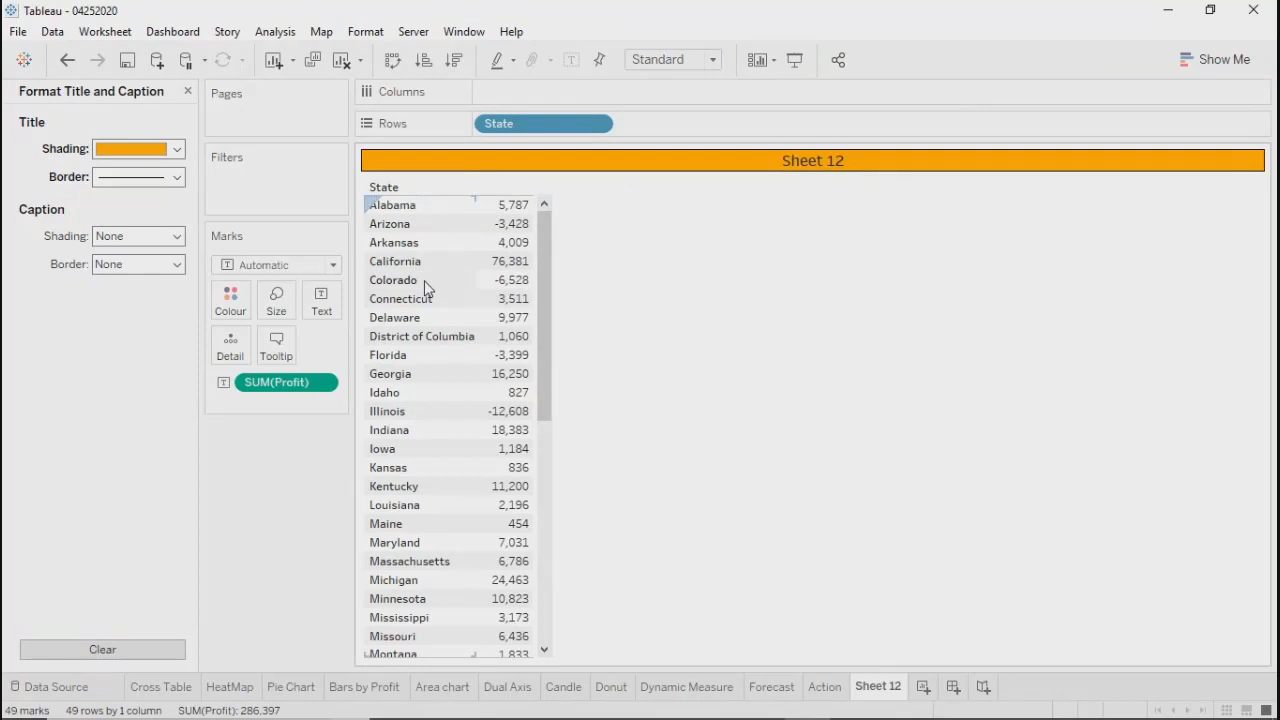 Tableau - 04252020
File Data Worksheet Dashboard Story Analysis Map Format Server Window Help
Standard
Show Me
Format Title and Caption
Title
Shading:
Border:
Caption
Shading: None
Border: None
Clear
Pages
Filters
Marks
Automatic
Colour Size Text
Detail Tooltip
SUM(Profit)
Columns
Rows State
Sheet 12
State
Alabama 5,787
Arizona -3,428
Arkansas 4,009
California 76,381
Colorado -6,528
Connecticut 3,511
Delaware 9,977
District of Columbia 1,060
Florida -3,399
Georgia 16,250
Idaho 827
Illinois -12,608
Indiana 18,383
Iowa 1,184
Kansas 836
Kentucky 11,200
Louisiana 2,196
Maine 454
Maryland 7,031
Massachusetts 6,786
Michigan 24,463
Minnesota 10,823
Mississippi 3,173
Missouri 6,436
Montana 1,833
Data Source Cross Table HeatMap Pie Chart Bars by Profit Area chart Dual Axis Candle Donut Dynamic Measure Forecast Action Sheet 12
49 marks 49 rows by 1 column SUM(Profit): 286,397